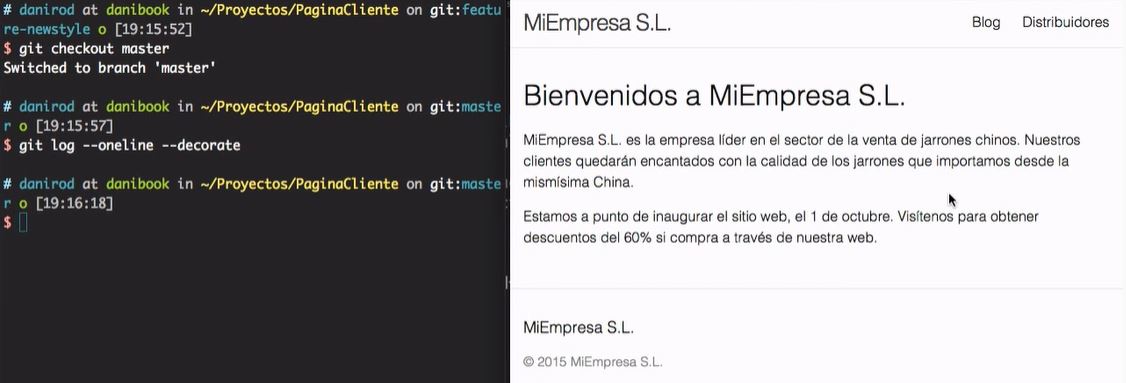 # danirod at danibook in ~/Proyectos/PaginaCliente on git:featu
re-newstyle o [19:15:52]
$ git checkout master
Switched to branch 'master'
# danirod at danibook in ~/Proyectos/PaginaCliente on git:maste
r o [19:15:57]
$ git log --oneline --decorate
# danirod at danibook in ~/Proyectos/PaginaCliente on git:maste
r o [19:16:18]
$
MiEmpresa S.L.
Blog Distribuidores
Bienvenidos a MiEmpresa S.L.
MiEmpresa S.L. es la empresa líder en el sector de la venta de jarrones chinos. Nuestros
clientes quedarán encantados con la calidad de los jarrones que importamos desde la
mismísima China.
Estamos a punto de inaugurar el sitio web, el 1 de octubre. Visítenos para obtener
descuentos del 60% si compra a través de nuestra web.
MiEmpresa S.L.
© 2015 MiEmpresa S.L.